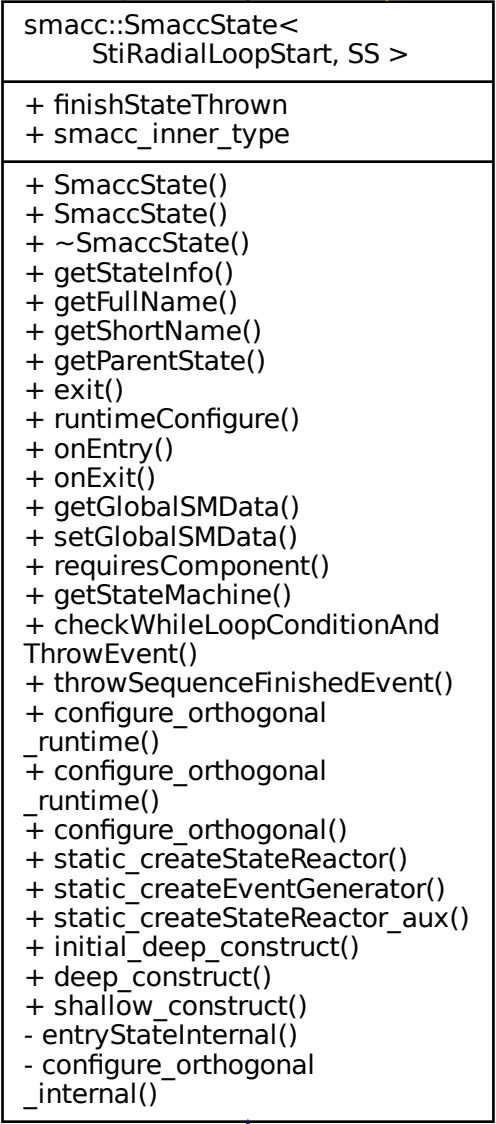 smacc::SmaccState<
StiRadialLoopStart, SS >
+ finishStateThrown
+ smacc_inner_type
+ SmaccState()
+ SmaccState()
+ ~SmaccState()
+ getStateInfo()
+ getFullName()
+ getShortName()
+ getParentState()
+ exit()
+ runtimeConfigure()
+ onEntry()
+ onExit()
+ getGlobalSMData()
+ setGlobalSMData()
+ requiresComponent()
+ getStateMachine()
+ checkWhileLoopConditionAnd
ThrowEvent()
+ throwSequenceFinishedEvent()
+ configure_orthogonal
_runtime()
+ configure_orthogonal
_runtime()
+ configure_orthogonal()
+ static_createStateReactor()
+ static_createEventGenerator()
+ static_createStateReactor_aux()
+ initial_deep_construct()
+ deep_construct()
+ shallow_construct()
- entryStateInternal()
- configure_orthogonal
_internal()